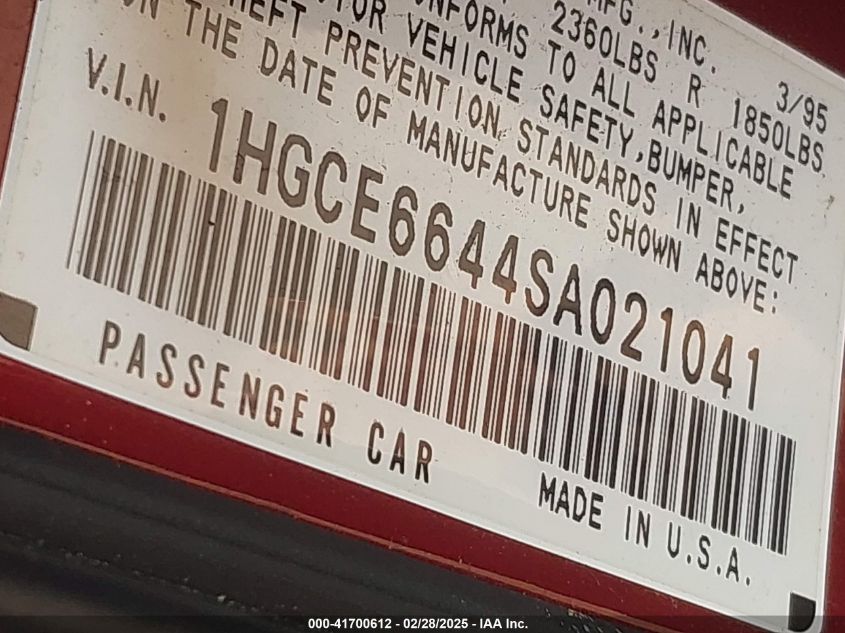 MFG., INC. 3/95
2360LBS R 1850LBS
CONFORMS TO ALL APPLICABLE
VEHICLE SAFETY, BUMPER,
THEFT PREVENTION STANDARDS IN EFFECT
ON THE DATE OF MANUFACTURE SHOWN ABOVE:
V.I.N. 1HGCE6644SA021041
PASSENGER CAR MADE IN U.S.A.
000-41700612 - 02/28/2025 - IAA Inc.